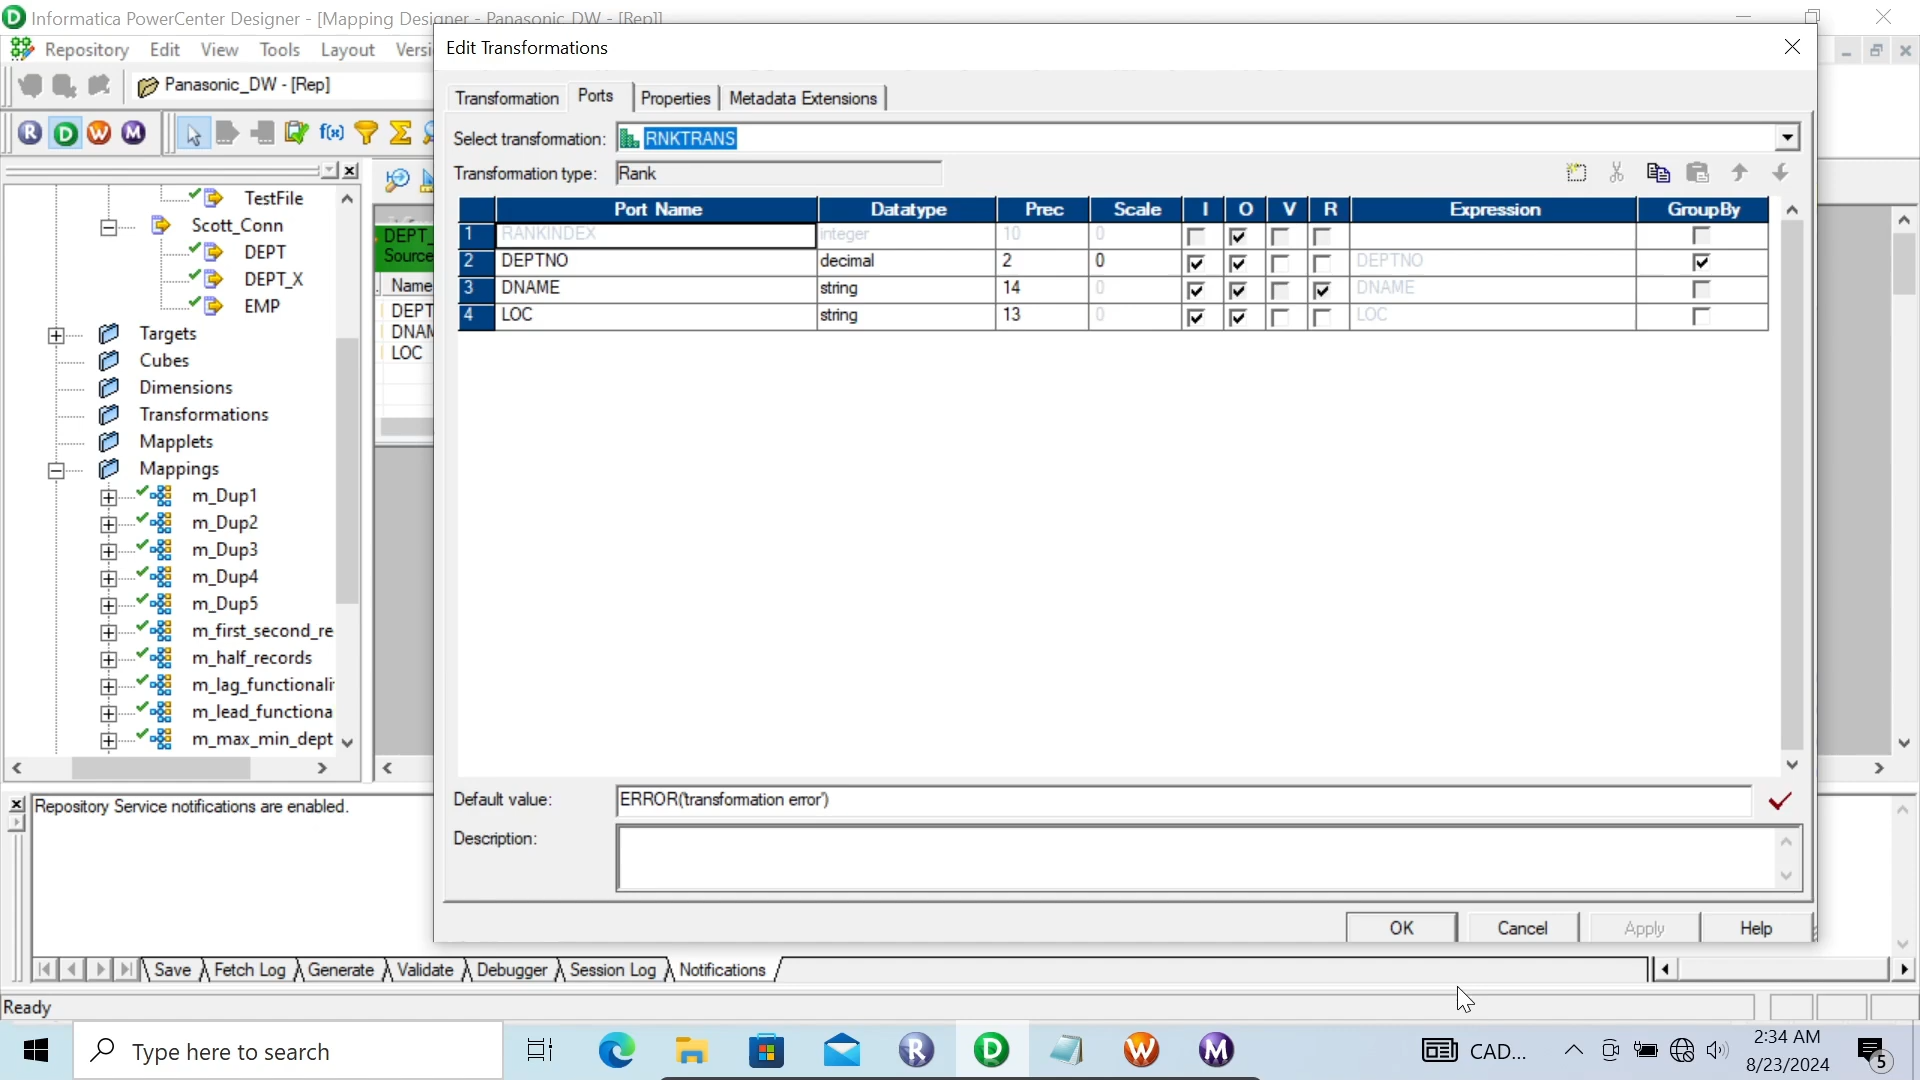 Informatica PowerCenter Designer - [Mapping Designer - Panasonic_DW - [Rep]]
Repository Edit View Tools Layout Versi
Panasonic_DW - [Rep]
R D W M f(x)
TestFile
Scott_Conn
DEPT
DEPT_X
EMP
Targets
Cubes
Dimensions
Transformations
Mapplets
Mappings
m_Dup1
m_Dup2
m_Dup3
m_Dup4
m_Dup5
m_first_second_re
m_half_records
m_lag_functionali
m_lead_functiona
m_max_min_dept
DEPT_
Source
Name
DEPT
DNAM
LOC
Edit Transformations
Transformation Ports Properties Metadata Extensions
Select transformation: RNKTRANS
Transformation type: Rank
Port Name Datatype Prec Scale I O V R Expression GroupBy
1 RANKINDEX integer 10 0
2 DEPTNO decimal 2 0 DEPTNO
3 DNAME string 14 0 DNAME
4 LOC string 13 0 LOC
Default value: ERROR('transformation error')
Description:
OK Cancel Apply Help
Repository Service notifications are enabled.
Save Fetch Log Generate Validate Debugger Session Log Notifications
Ready
Type here to search
R D W M
CAD...
2:34 AM
8/23/2024
5